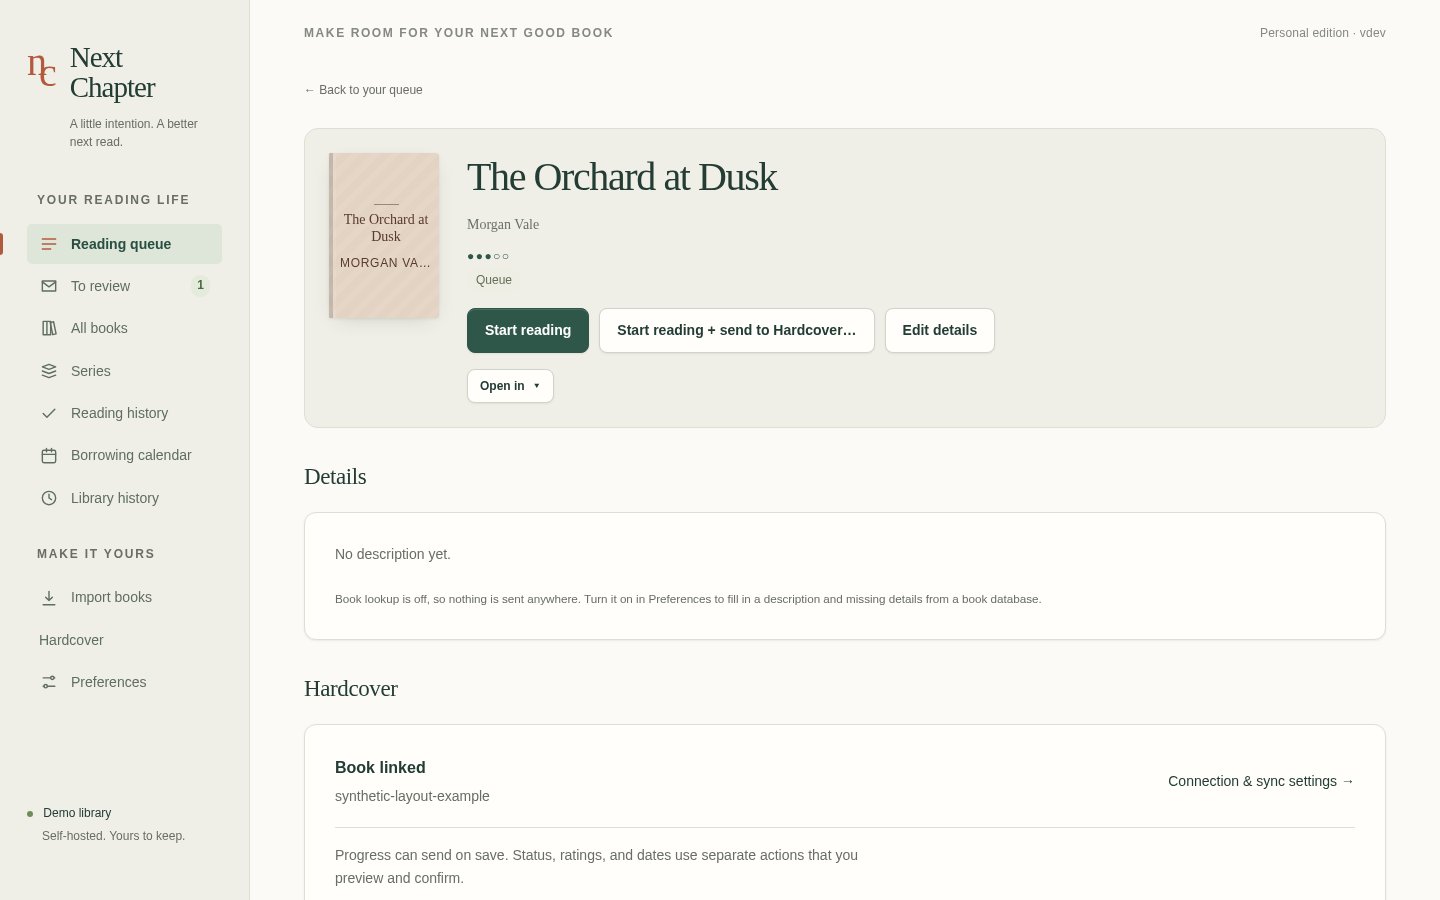 nc
Next
Chapter
A little intention. A better
next read.
YOUR READING LIFE
Reading queue
To review
1
All books
Series
Reading history
Borrowing calendar
Library history
MAKE IT YOURS
Import books
Hardcover
Preferences
Demo library
Self-hosted. Yours to keep.
MAKE ROOM FOR YOUR NEXT GOOD BOOK
Personal edition · vdev
← Back to your queue
The Orchard at
Dusk
MORGAN VA...
The Orchard at Dusk
Morgan Vale
●●●○○
Queue
Start reading
Start reading + send to Hardcover…
Edit details
Open in ▾
Details
No description yet.
Book lookup is off, so nothing is sent anywhere. Turn it on in Preferences to fill in a description and missing details from a book database.
Hardcover
Book linked
synthetic-layout-example
Connection & sync settings →
Progress can send on save. Status, ratings, and dates use separate actions that you
preview and confirm.